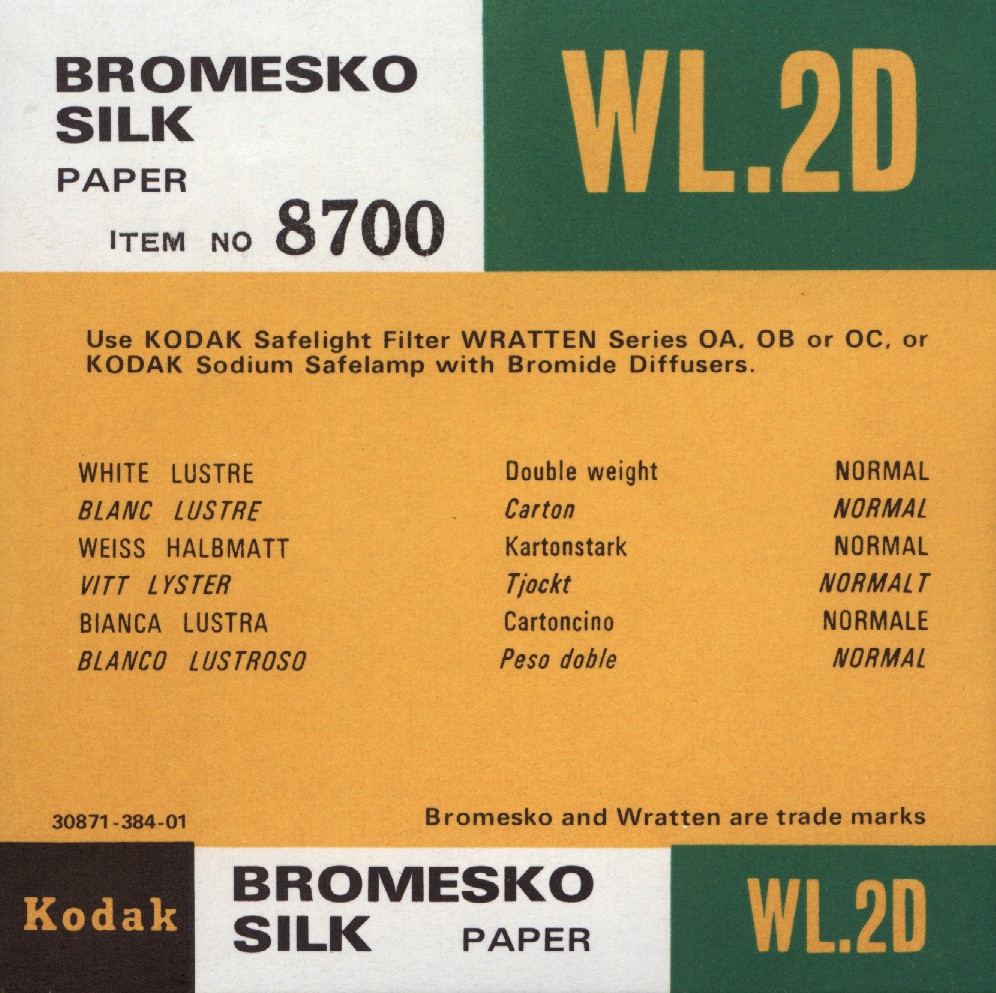 BROMESKO
SILK
PAPER
ITEM NO 8700
WL.2D
Use KODAK Safelight Filter WRATTEN Series OA, OB or OC, or
KODAK Sodium Safelamp with Bromide Diffusers.
WHITE LUSTRE Double weight NORMAL
BLANC LUSTRE Carton NORMAL
WEISS HALBMATT Kartonstark NORMAL
VITT LYSTER Tjockt NORMALT
BIANCA LUSTRA Cartoncino NORMALE
BLANCO LUSTROSO Peso doble NORMAL
30871-384-01 Bromesko and Wratten are trade marks
Kodak
BROMESKO
SILK PAPER
WL.2D